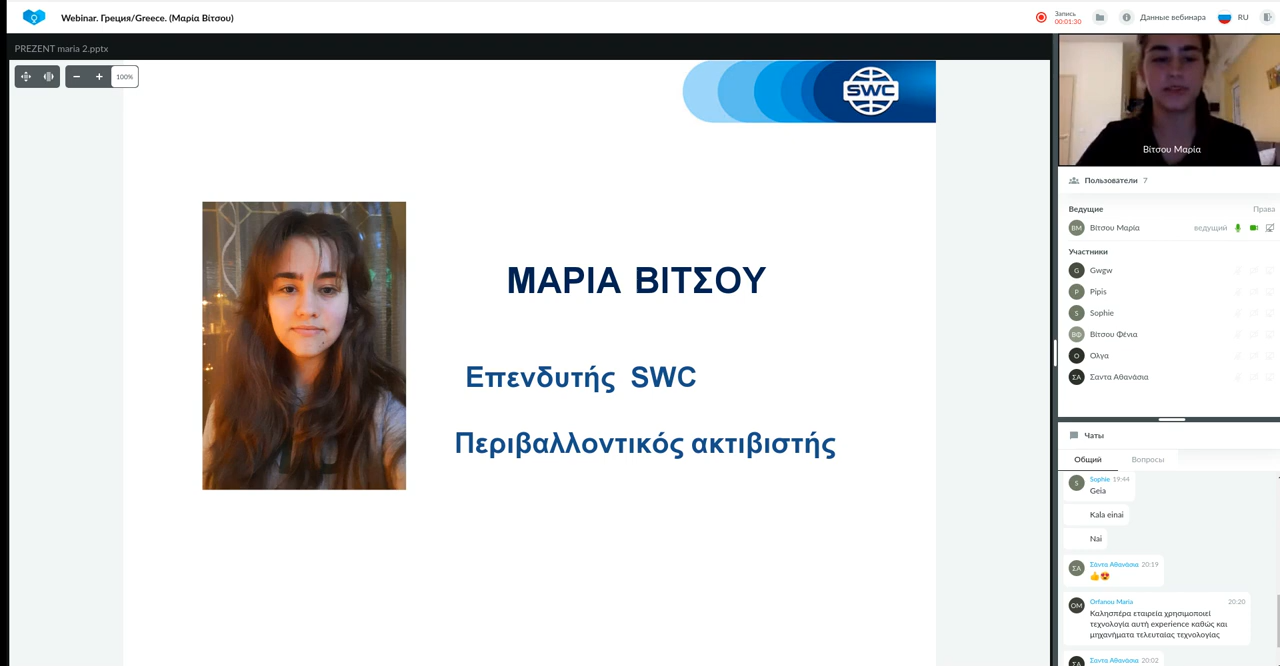 Webinar. Греция/Greece. (Μαρία Βίτσου)
Запись
00:01:30
Данные вебинара
RU
PREZENT maria 2.pptx
100%
SWC
ΜΑΡΙΑ ΒΙΤΣΟΥ
Επενδυτής SWC
Περιβαλλοντικός ακτιβιστής
Βίτσου Μαρία
Пользователи 7
Ведущие Права
ΒΜ Βίτσου Μαρία ведущий
Участники
G Gwgw
P Pipis
S Sophie
ΒΦ Βίτσου Φένια
Ο Ολγα
ΣΑ Σαντα Αθανάσια
Чаты
Общий Вопросы
S Sophie 19:44
Geia
Kala einai
Nai
ΣΑ Σάντα Αθανάσια 20:19
👍😍
OM Orfanou Maria 20:20
Καλησπέρα εταιρεία χρησιμοποιεί
τεχνολογία αυτή experience καθώς και
μηχανήματα τελευταίας τεχνολογίας
ΣΑ Σαντα Αθανάσια 20:02